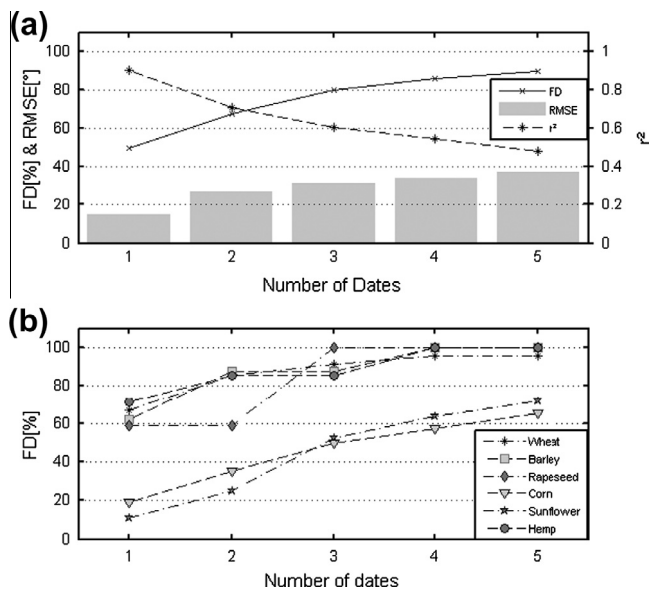 (a)
100
80
60
40
20
0
FD[%] & RMSE[°]
1
0.8
0.6
0.4
0.2
0
r²
FD
RMSE
r²
1 2 3 4 5
Number of Dates
(b)
100
80
60
40
20
0
FD[%]
Wheat
Barley
Rapeseed
Corn
Sunflower
Hemp
1 2 3 4 5
Number of dates